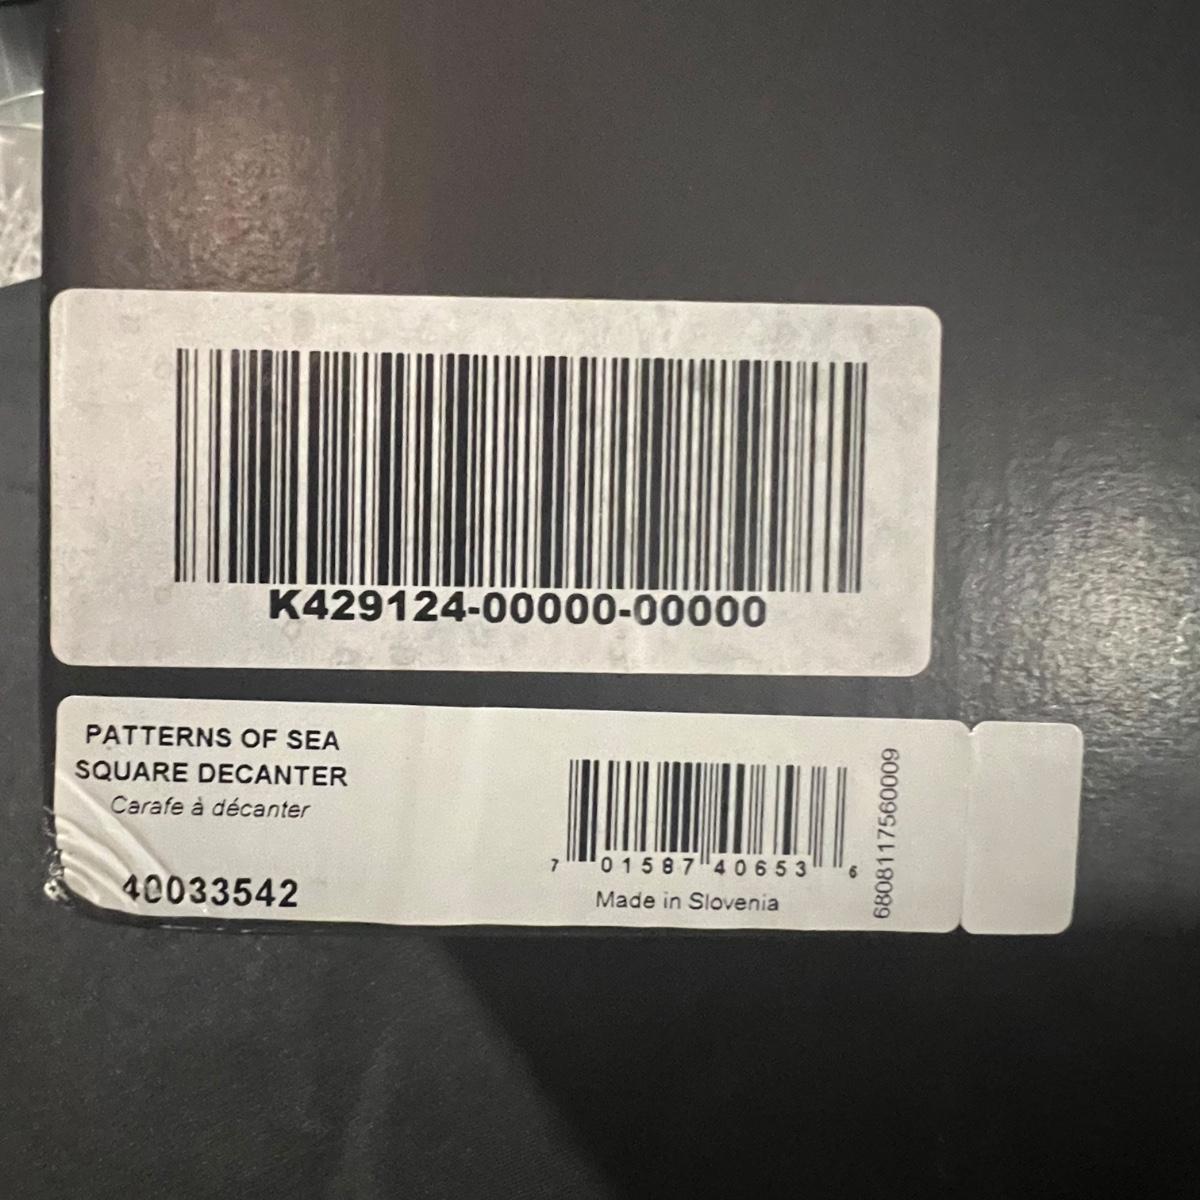 K429124-00000-00000
PATTERNS OF SEA
SQUARE DECANTER
Carafe à décanter
40033542
7 01587 40653 6
Made in Slovenia
6808117560009